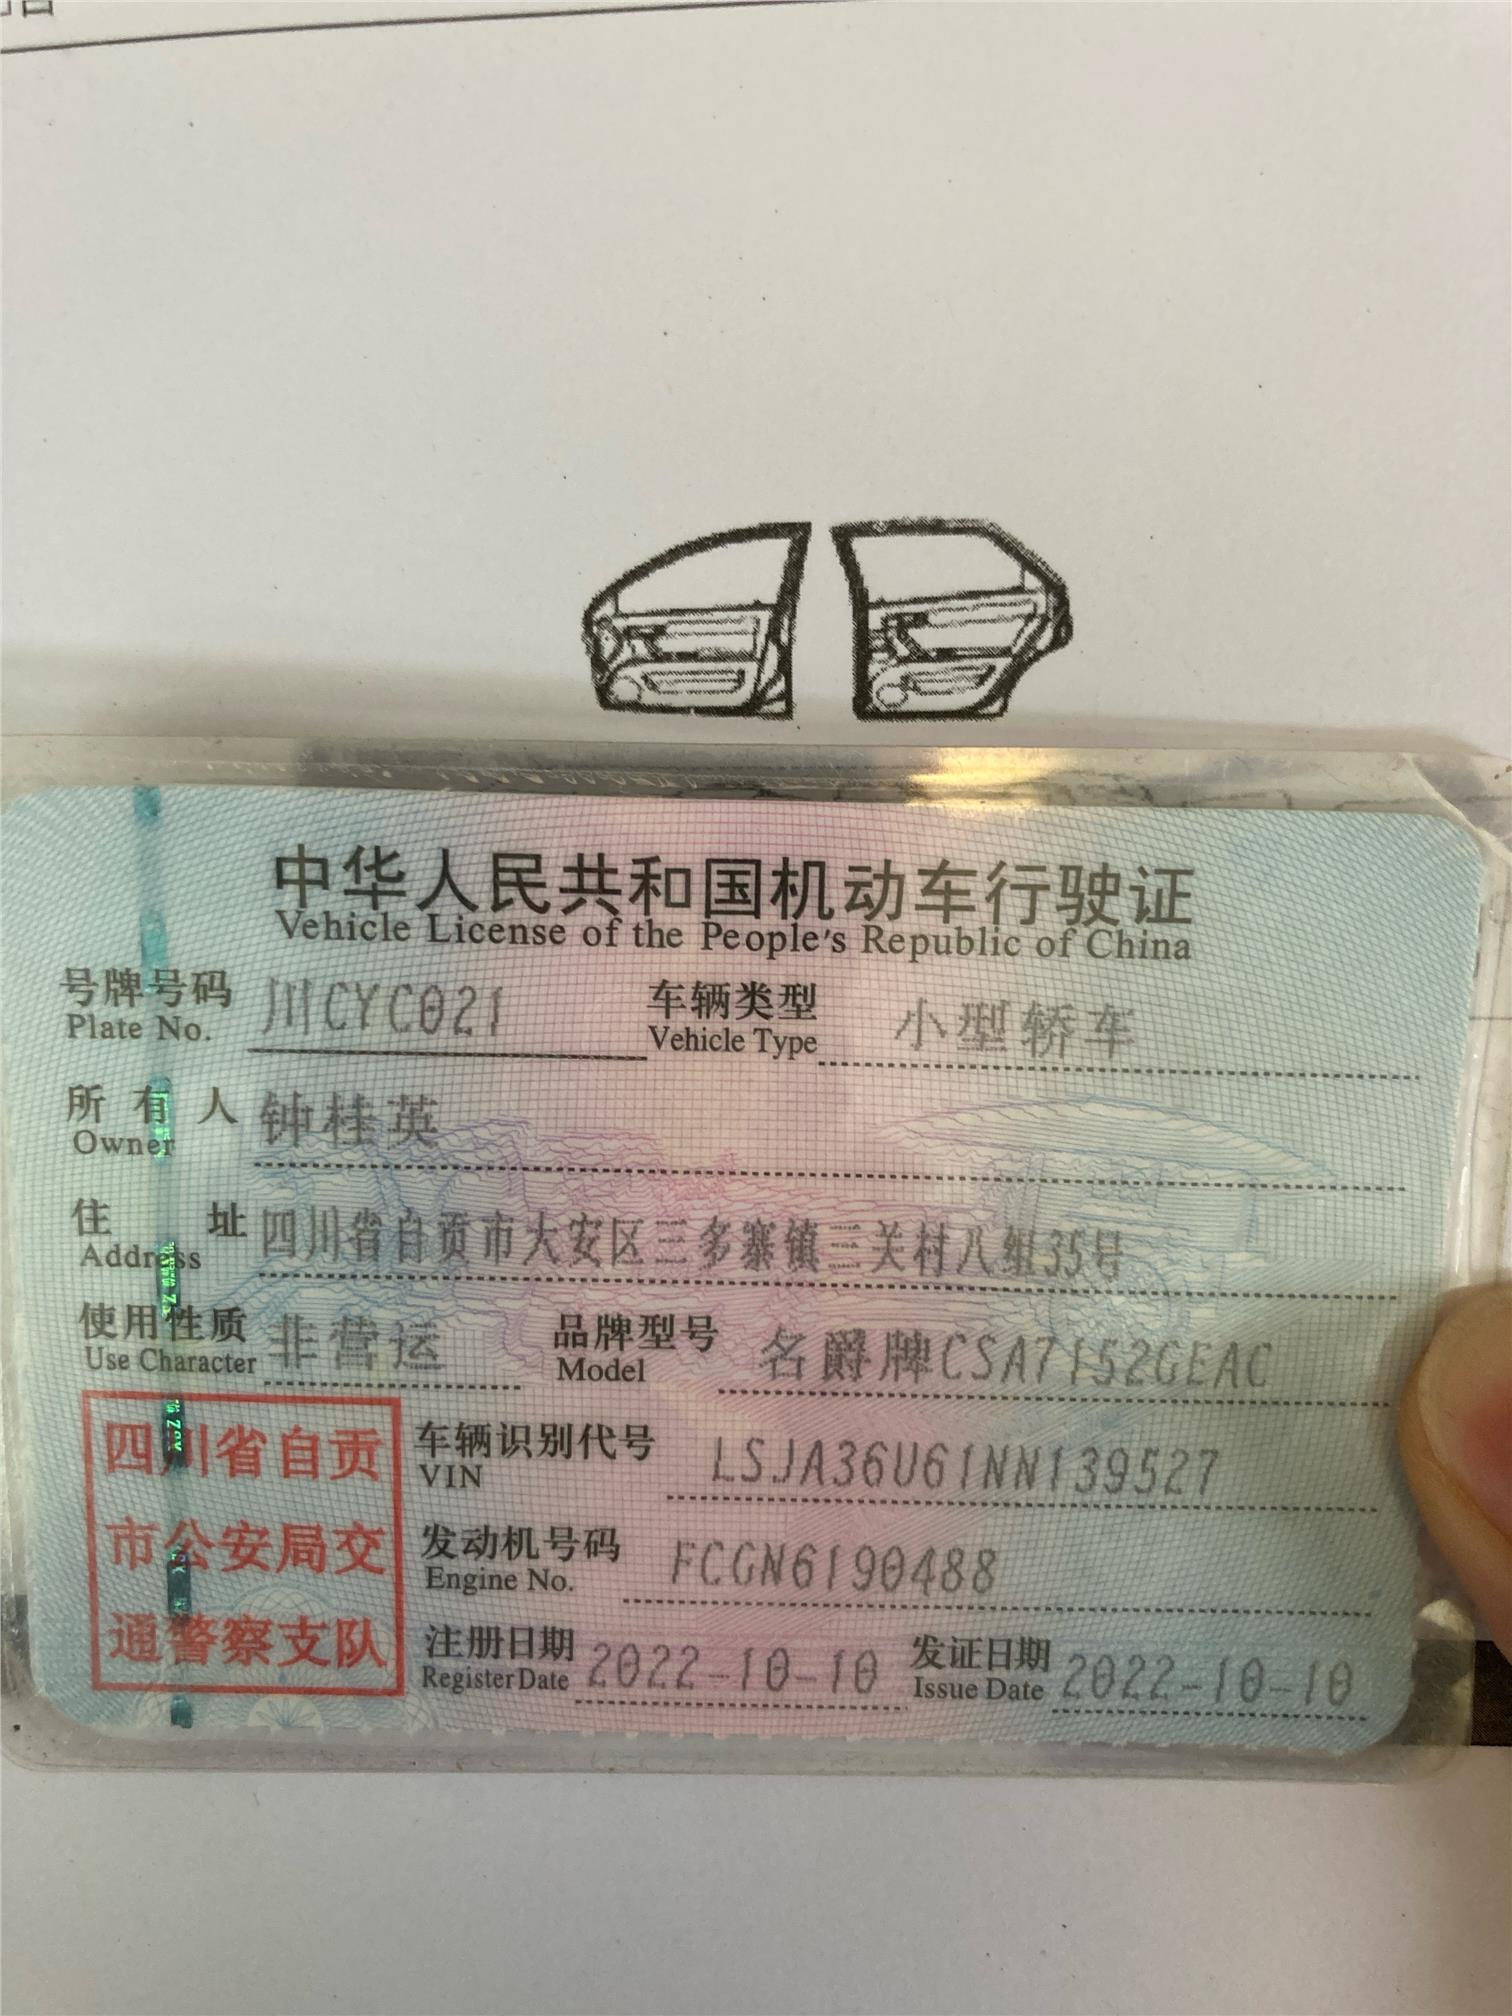 中华人民共和国机动车行驶证
Vehicle License of the People's Republic of China
号牌号码 川CYC021 车辆类型 小型轿车
Plate No. Vehicle Type
所有人 钟桂英
Owner
住址 四川省自贡市大安区三多寨镇三关村八组35号
Address
使用性质 非营运 品牌型号 名爵牌CSA7152GEAC
Use Character Model
四川省自贡
市公安局交
通警察支队
车辆识别代号 LSJA36U61NN139527
VIN
发动机号码 FCGN6190488
Engine No.
注册日期 2022-10-10 发证日期 2022-10-10
Register Date Issue Date